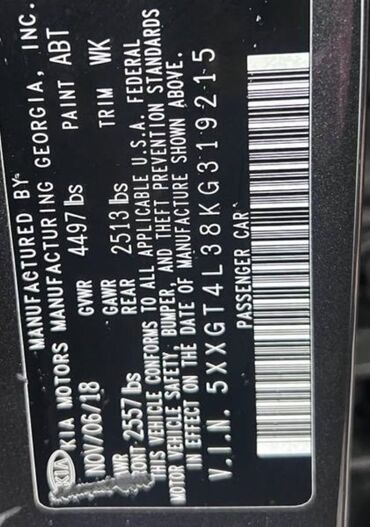 MANUFACTURED BY
KIA KIA MOTORS MANUFACTURING GEORGIA, INC.
NOV/06/18 GVWR 4497 lbs PAINT ABT
2557 lbs GAWR REAR 2513 lbs TRIM WK
THIS VEHICLE CONFORMS TO ALL APPLICABLE U.S.A. FEDERAL
MOTOR VEHICLE SAFETY, BUMPER, AND THEFT PREVENTION STANDARDS
IN EFFECT ON THE DATE OF MANUFACTURE SHOWN ABOVE.
V.I.N. 5XXGT4L38KG319215
PASSENGER CAR